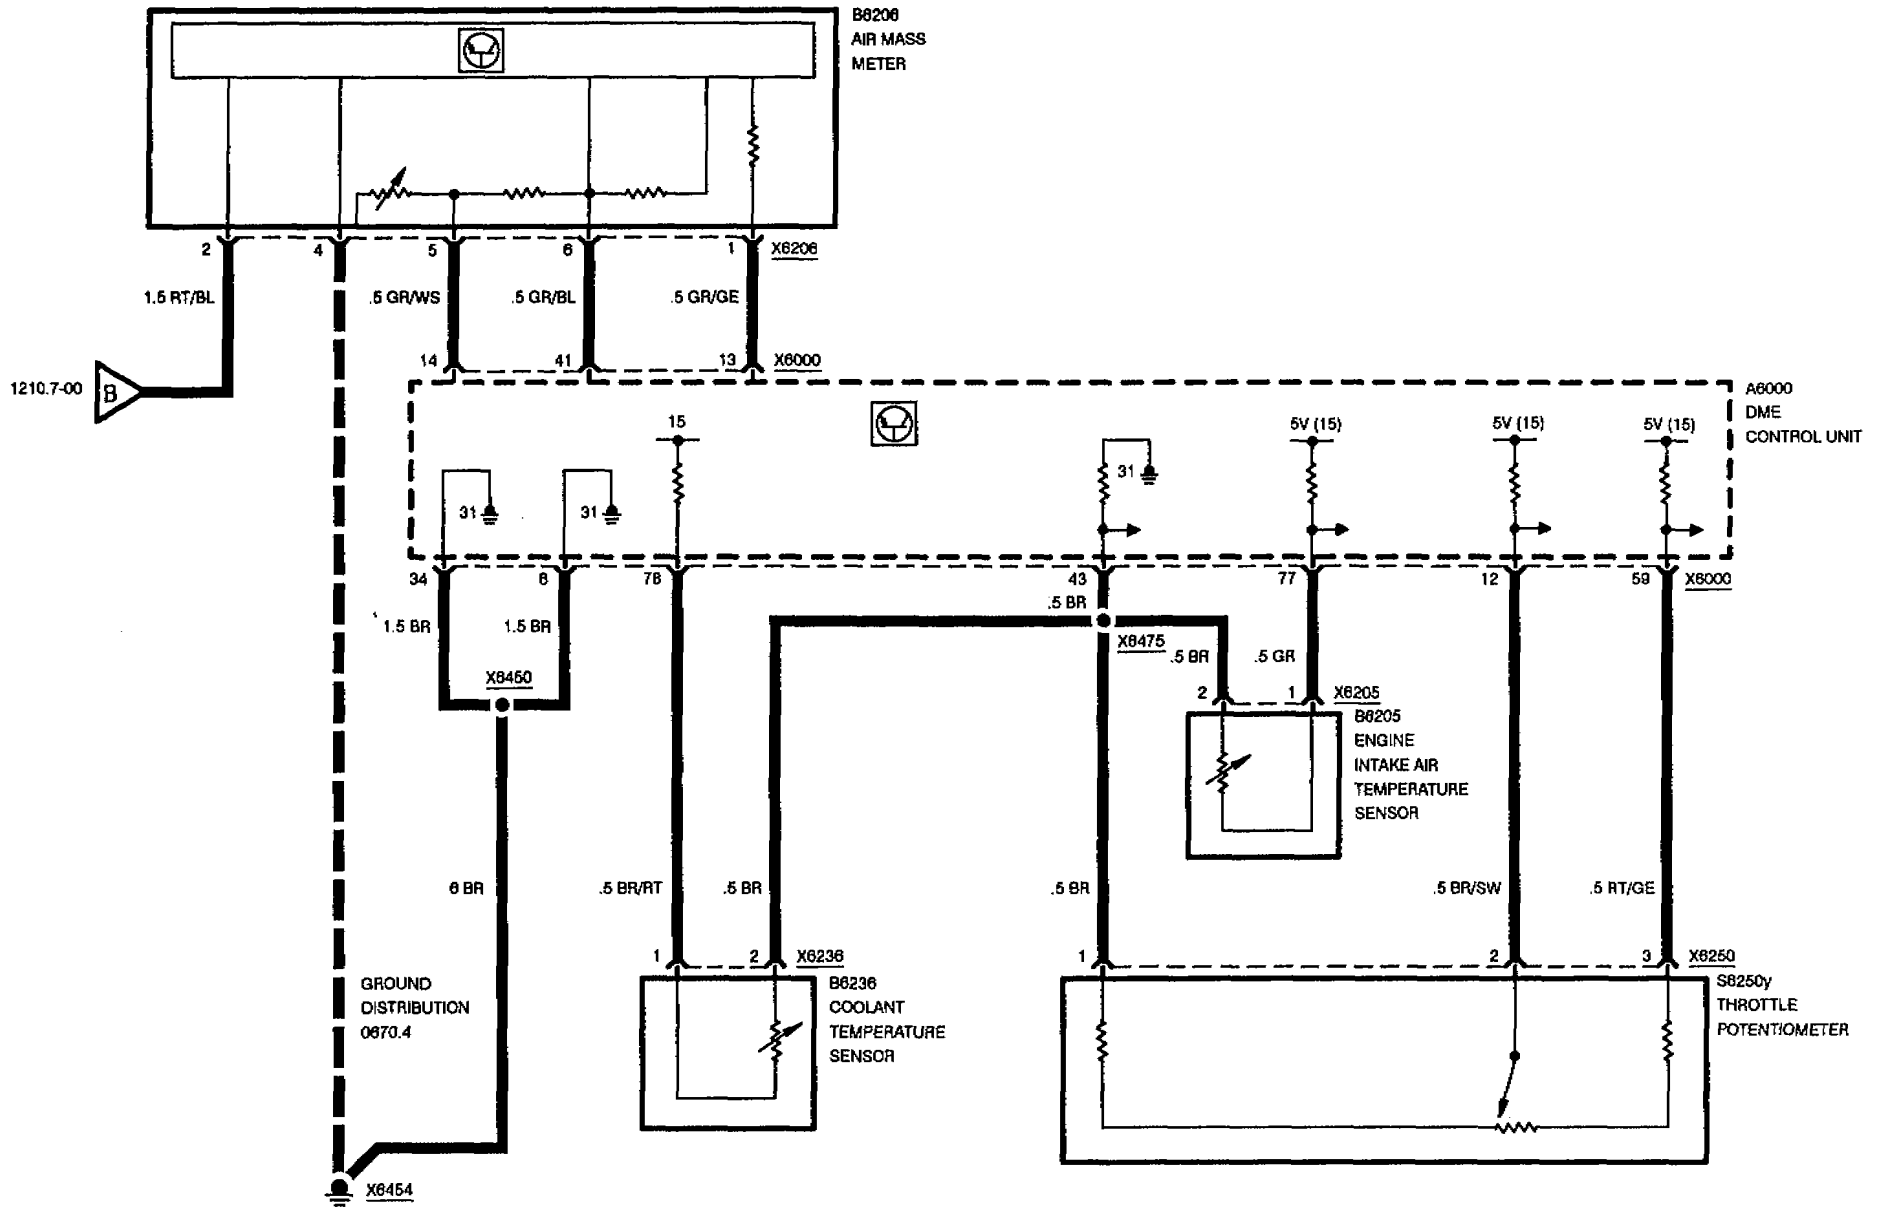 B6206
AIR MASS
METER
2
4
5
6
1
X6206
1.5 RT/BL
.5 GR/WS
.5 GR/BL
.5 GR/GE
14
41
13
X6000
1210.7-00
B
A6000
DME
CONTROL UNIT
15
5V (15)
5V (15)
5V (15)
31
31
31
34
6
78
43
77
12
59
X6000
.5 BR
1.5 BR
1.5 BR
X6475
.5 BR
.5 GR
X6450
2
1
X6205
B6205
ENGINE
INTAKE AIR
TEMPERATURE
SENSOR
6 BR
.5 BR/RT
.5 BR
.5 BR
.5 BR/SW
.5 RT/GE
1
2
X6236
1
2
3
X6250
GROUND
DISTRIBUTION
0670.4
B6236
COOLANT
TEMPERATURE
SENSOR
S6250y
THROTTLE
POTENTIOMETER
X6454